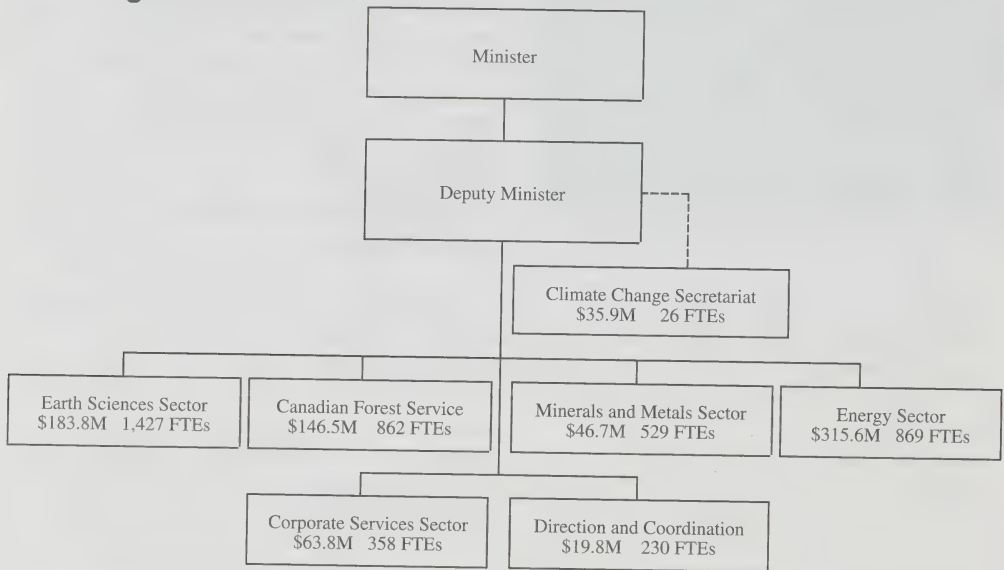 Minister
Deputy Minister
Climate Change Secretariat
$35.9M 26 FTEs
Earth Sciences Sector
$183.8M 1,427 FTEs
Canadian Forest Service
$146.5M 862 FTEs
Minerals and Metals Sector
$46.7M 529 FTEs
Energy Sector
$315.6M 869 FTEs
Corporate Services Sector
$63.8M 358 FTEs
Direction and Coordination
$19.8M 230 FTEs